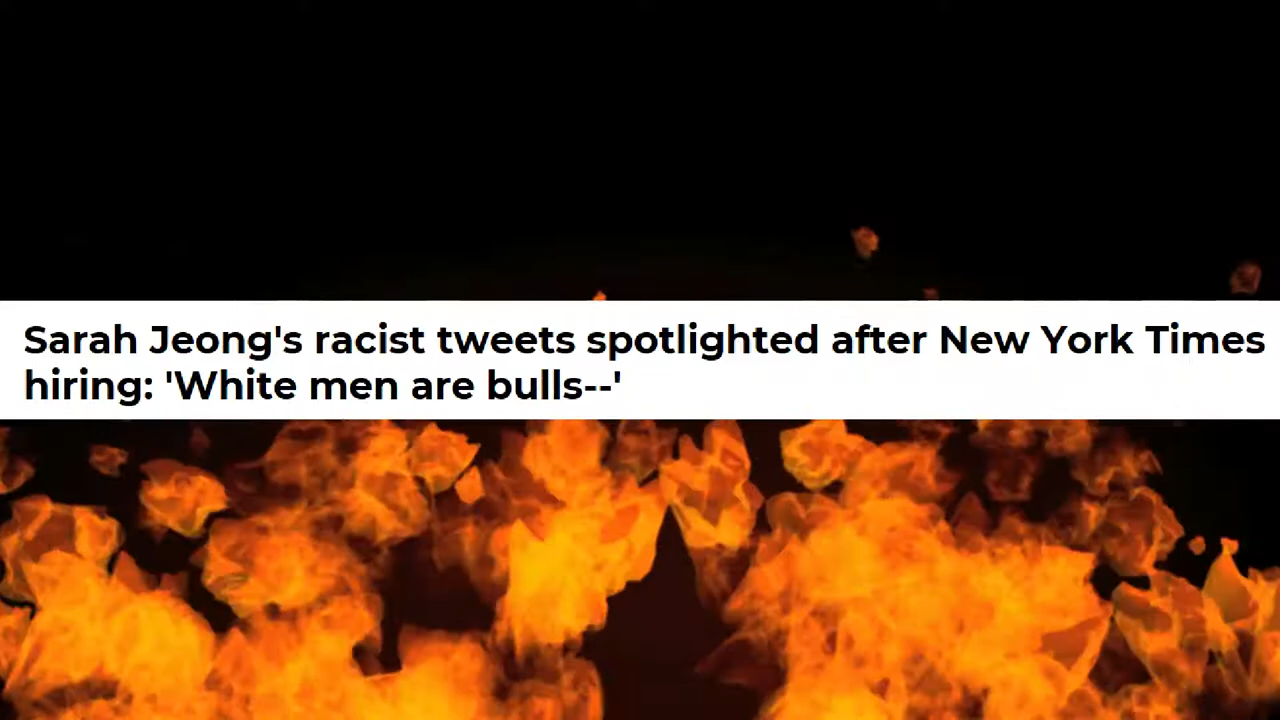 Sarah Jeong's racist tweets spotlighted after New York Times
hiring: 'White men are bulls--'